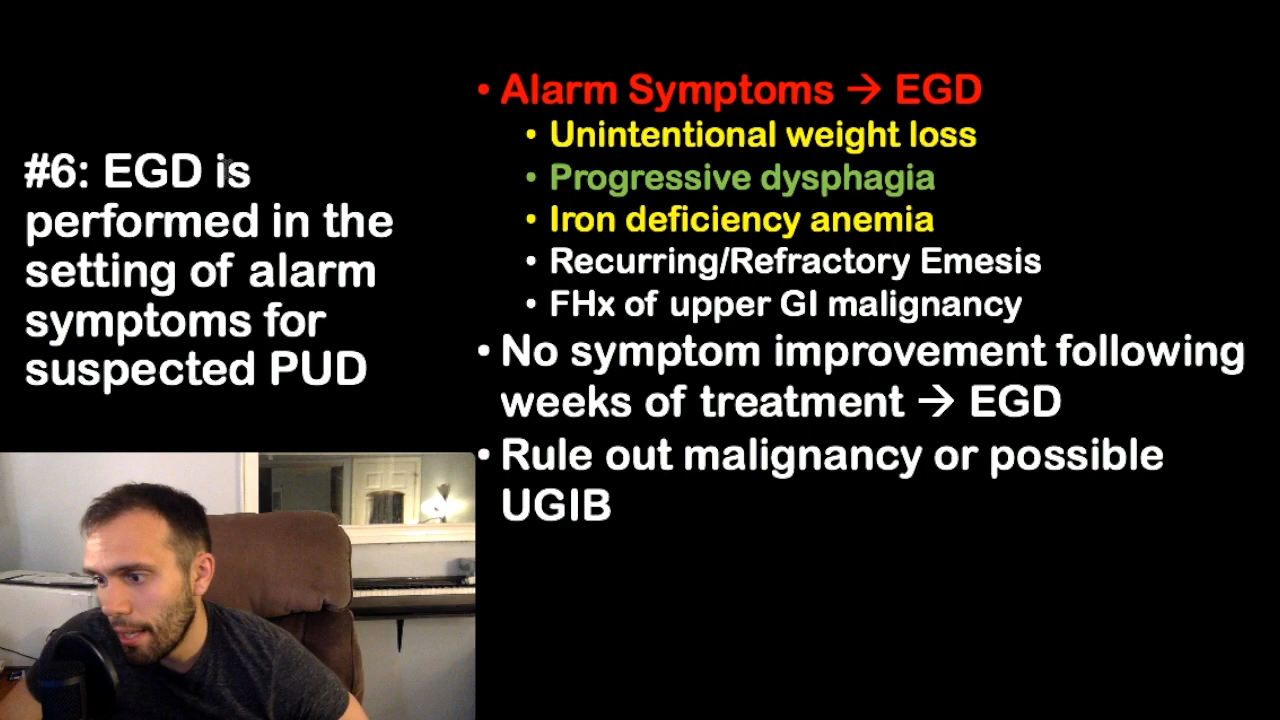 #6: EGD is
performed in the
setting of alarm
symptoms for
suspected PUD
• Alarm Symptoms → EGD
• Unintentional weight loss
• Progressive dysphagia
• Iron deficiency anemia
• Recurring/Refractory Emesis
• FHx of upper GI malignancy
• No symptom improvement following
weeks of treatment → EGD
• Rule out malignancy or possible
UGIB